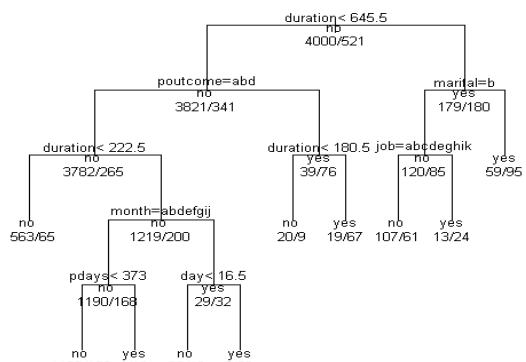 duration< 645.5
no
4000/521
poutcome=abd
no
3821/341
marital=b
yes
179/180
duration< 222.5
no
3782/265
duration< 180.5
yes
39/76
job=abcdeghik
no
120/85
yes
59/95
no
563/65
month=abdefgij
no
1219/200
no
20/9
yes
19/67
no
107/61
yes
13/24
pdays< 373
no
1190/168
day< 16.5
yes
29/32
no
yes
no
yes